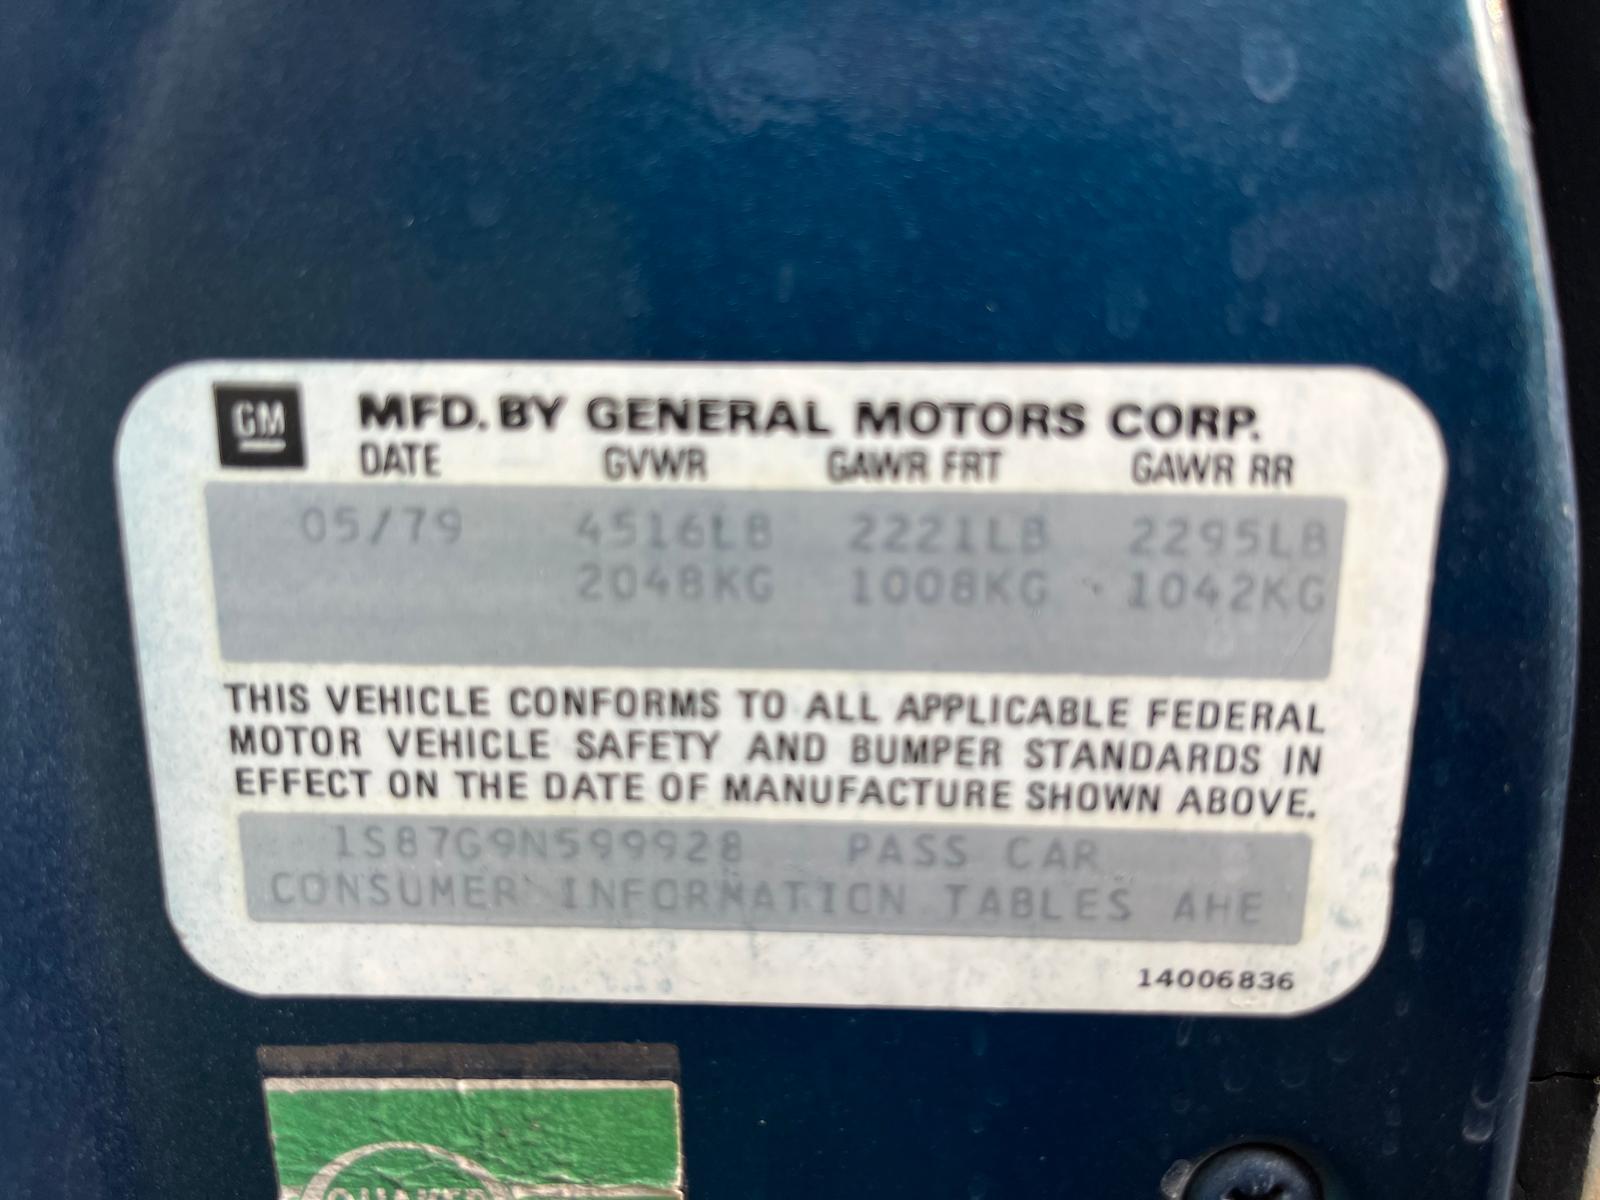 GM MFD. BY GENERAL MOTORS CORP.
DATE GVWR GAWR FRT GAWR RR
05/79 4516LB 2221LB 2295LB
2048KG 1008KG 1042KG
THIS VEHICLE CONFORMS TO ALL APPLICABLE FEDERAL
MOTOR VEHICLE SAFETY AND BUMPER STANDARDS IN
EFFECT ON THE DATE OF MANUFACTURE SHOWN ABOVE.
1S87G9N599928 PASS CAR
CONSUMER INFORMATION TABLES AHE
14006836
QUAKER